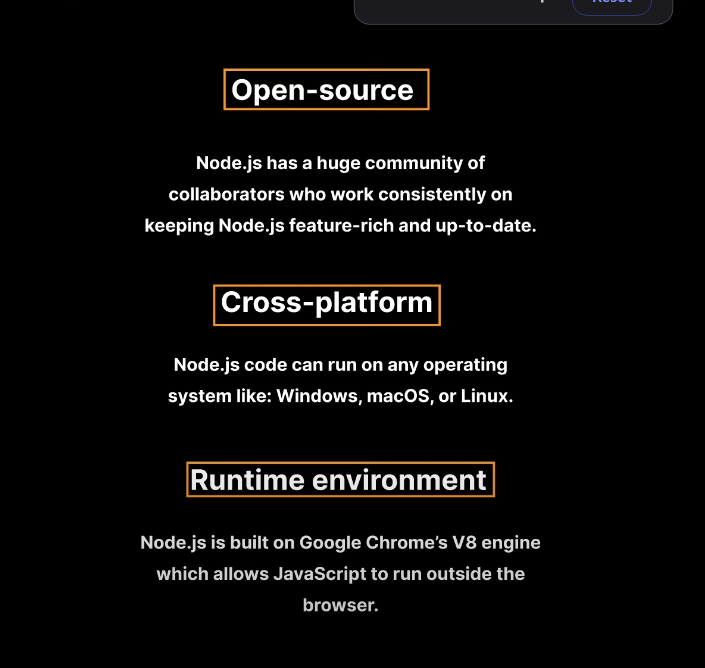 Open-source
Node.js has a huge community of
collaborators who work consistently on
keeping Node.js feature-rich and up-to-date.
Cross-platform
Node.js code can run on any operating
system like: Windows, macOS, or Linux.
Runtime environment
Node.js is built on Google Chrome’s V8 engine
which allows JavaScript to run outside the
browser.